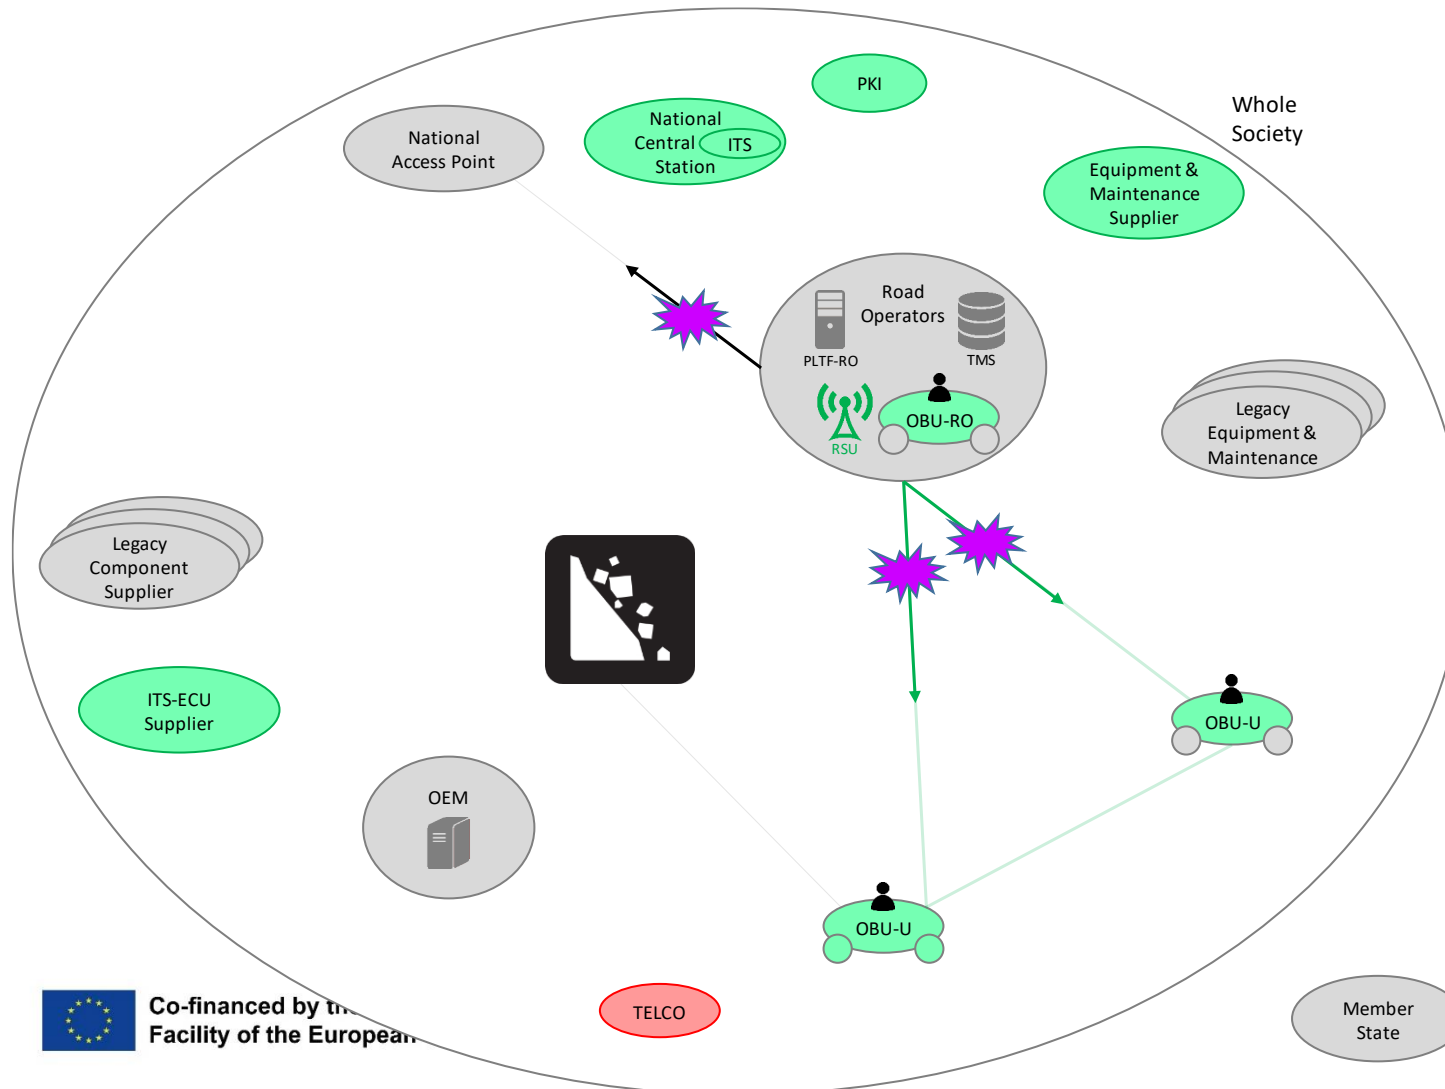 PKI
Whole
Society
National
Central
Station
ITS
National
Access Point
Equipment &
Maintenance
Supplier
Road
Operators
PLTF-RO
TMS
RSU
OBU-RO
Legacy
Equipment &
Maintenance
Legacy
Component
Supplier
ITS-ECU
Supplier
OBU-U
OEM
OBU-U
TELCO
Member
State
Co-financed by the
Facility of the European